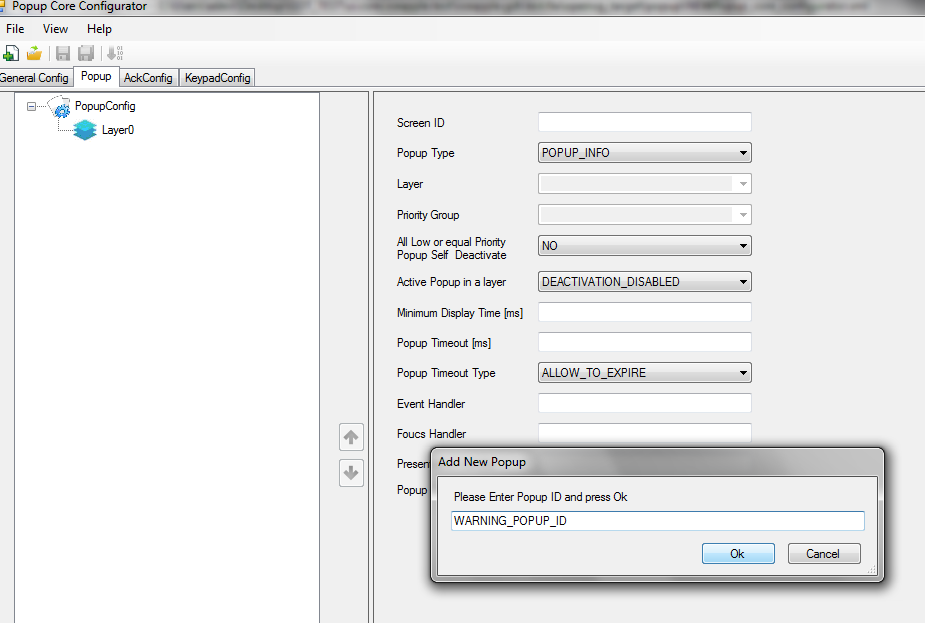 Popup Core Configurator
File View Help
General Config Popup AckConfig KeypadConfig
PopupConfig
Layer0
Screen ID
Popup Type POPUP_INFO
Layer
Priority Group
All Low or equal Priority
Popup Self Deactivate NO
Active Popup in a layer DEACTIVATION_DISABLED
Minimum Display Time [ms]
Popup Timeout [ms]
Popup Timeout Type ALLOW_TO_EXPIRE
Event Handler
Foucs Handler
Presen
Popup
Add New Popup
Please Enter Popup ID and press Ok
WARNING_POPUP_ID
Ok Cancel